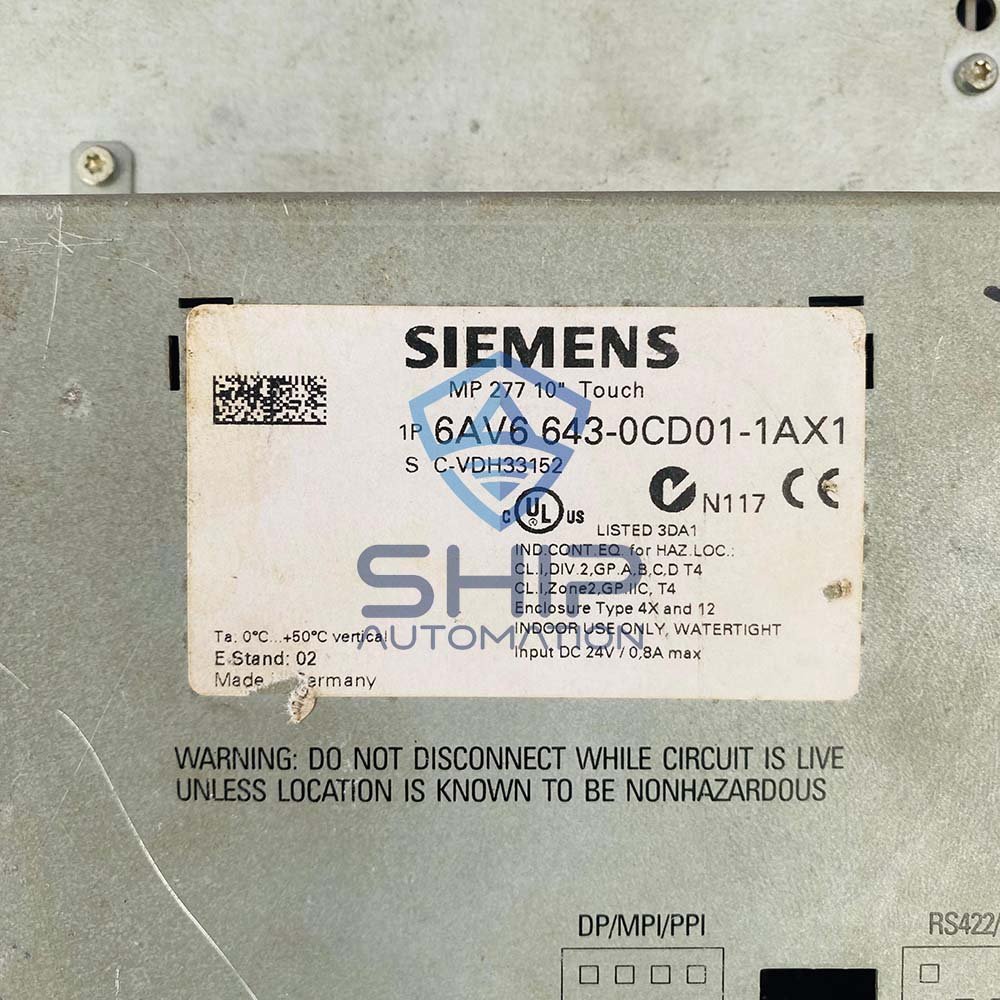 SIEMENS
MP 277 10" Touch
1P 6AV6 643-0CD01-1AX1
S C-VDH33152
N117 CE
C UL US
LISTED 3DA1
IND.CONT.EQ. for HAZ.LOC.:
CL.I,DIV.2,GP.A,B,C,D T4
CL.I,Zone2,GP.IIC, T4
Enclosure Type 4X and 12
INDOOR USE ONLY, WATERTIGHT
Input DC 24V / 0,8A max
Ta: 0°C...+50°C vertical
E.Stand: 02
Made
SHIP
AUTOMATION
WARNING: DO NOT DISCONNECT WHILE CIRCUIT IS LIVE
UNLESS LOCATION IS KNOWN TO BE NONHAZARDOUS
DP/MPI/PPI
RS422/